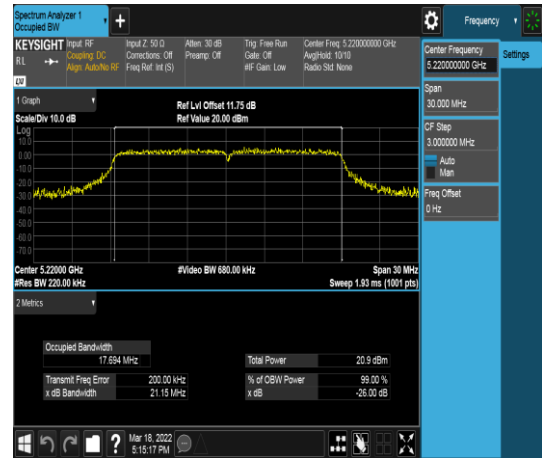 Spectrum Analyzer 1
Occupied BW
+
Frequency
KEYSIGHT
RL
LXI
Input: RF
Coupling: DC
Align: Auto/No RF
Input Z: 50 Ω
Corrections: Off
Freq Ref: Int (S)
Atten: 30 dB
Preamp: Off
Trig: Free Run
Gate: Off
#IF Gain: Low
Center Freq: 5.220000000 GHz
Avg|Hold: 10/10
Radio Std: None
Center Frequency
5.220000000 GHz
Settings
Span
30.000 MHz
CF Step
3.000000 MHz
Auto
Man
Freq Offset
0 Hz
1 Graph
Scale/Div 10.0 dB
Ref Lvl Offset 11.75 dB
Ref Value 20.00 dBm
Log
10.0
0.00
-10.0
-20.0
-30.0
-40.0
-50.0
-60.0
-70.0
Center 5.22000 GHz
#Video BW 680.00 kHz
Span 30 MHz
#Res BW 220.00 kHz
Sweep 1.93 ms (1001 pts)
2 Metrics
Occupied Bandwidth
17.694 MHz
Total Power 20.9 dBm
Transmit Freq Error 200.00 kHz
% of OBW Power 99.00 %
x dB Bandwidth 21.15 MHz
x dB -26.00 dB
?
Mar 18, 2022
5:15:17 PM